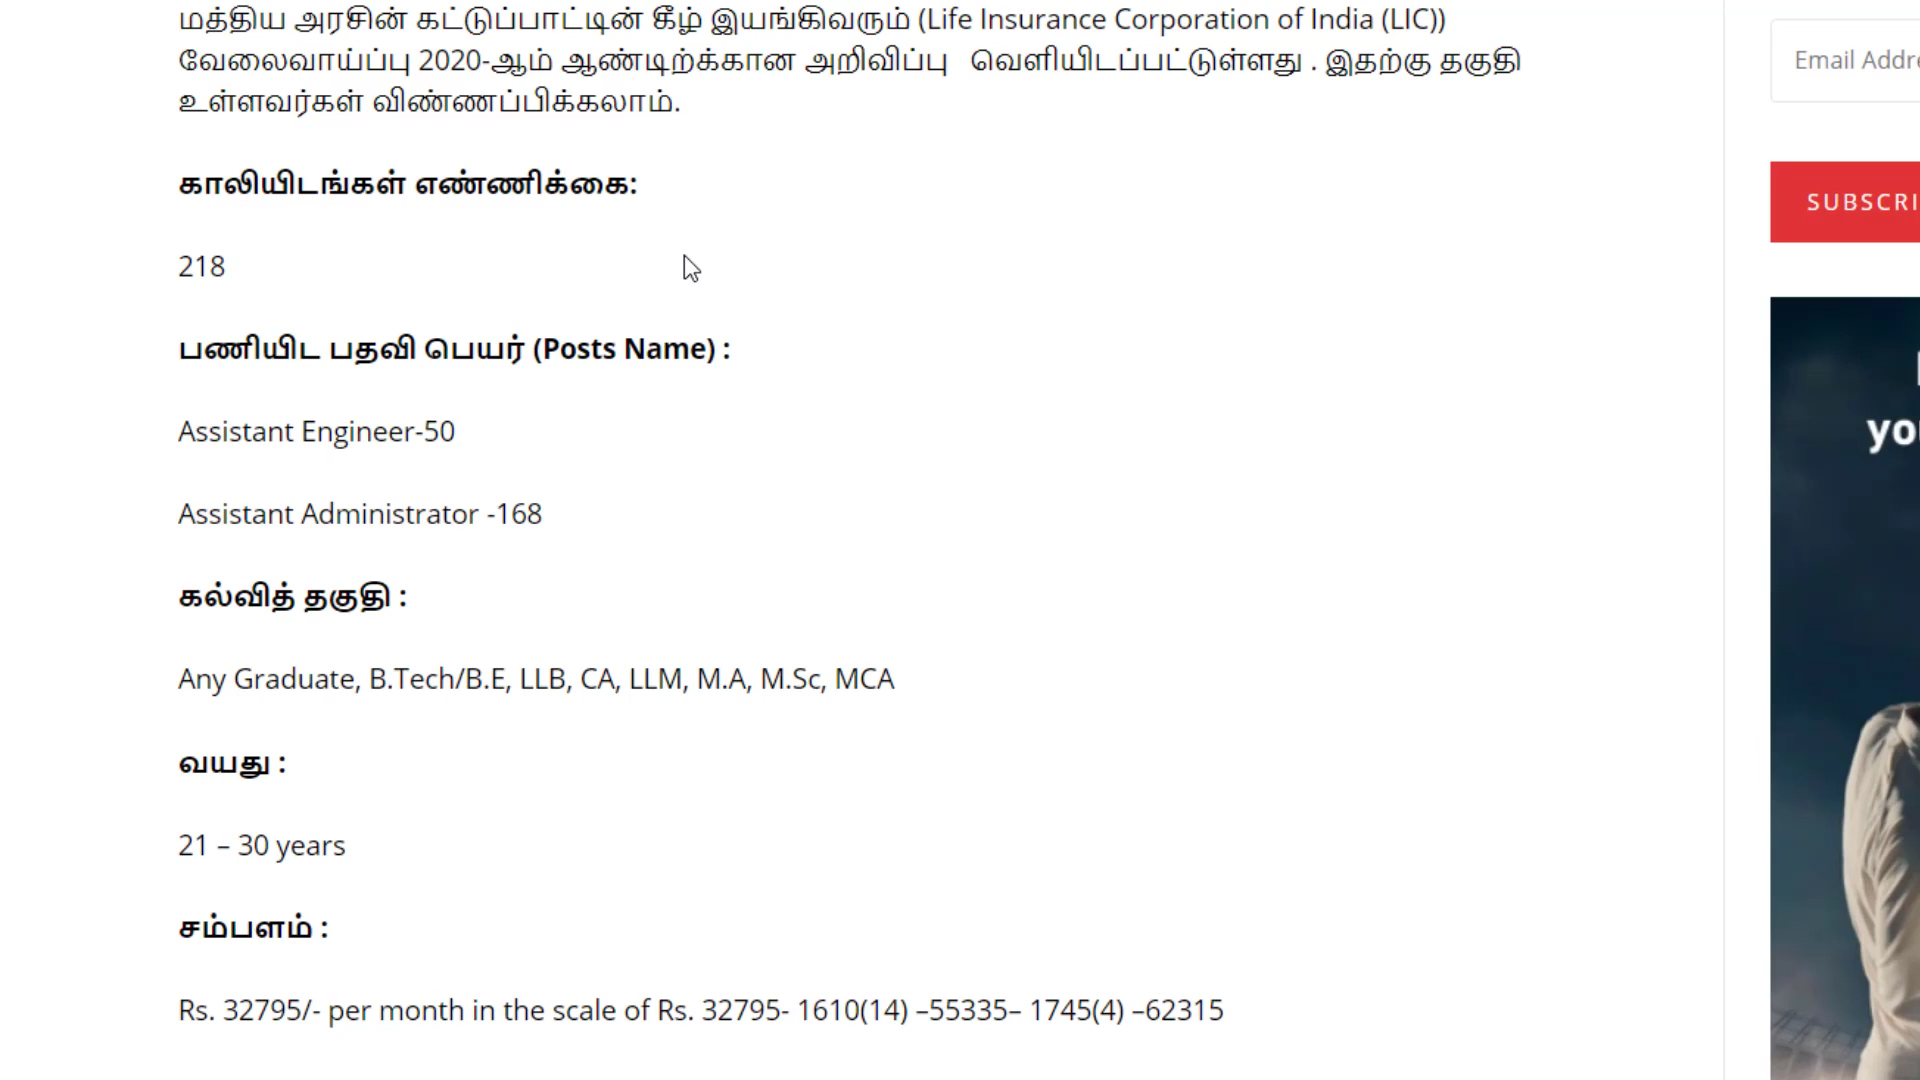 மத்திய அரசின் கட்டுப்பாட்டின் கீழ் இயங்கிவரும் (Life Insurance Corporation of India (LIC))
வேலைவாய்ப்பு 2020-ஆம் ஆண்டிற்க்கான அறிவிப்பு வெளியிடப்பட்டுள்ளது . இதற்கு தகுதி
உள்ளவர்கள் விண்ணப்பிக்கலாம்.
காலியிடங்கள் எண்ணிக்கை:
218
பணியிட பதவி பெயர் (Posts Name) :
Assistant Engineer-50
Assistant Administrator -168
கல்வித் தகுதி :
Any Graduate, B.Tech/B.E, LLB, CA, LLM, M.A, M.Sc, MCA
வயது :
21 – 30 years
சம்பளம் :
Rs. 32795/- per month in the scale of Rs. 32795- 1610(14) –55335– 1745(4) –62315
Email Addre
SUBSCRI